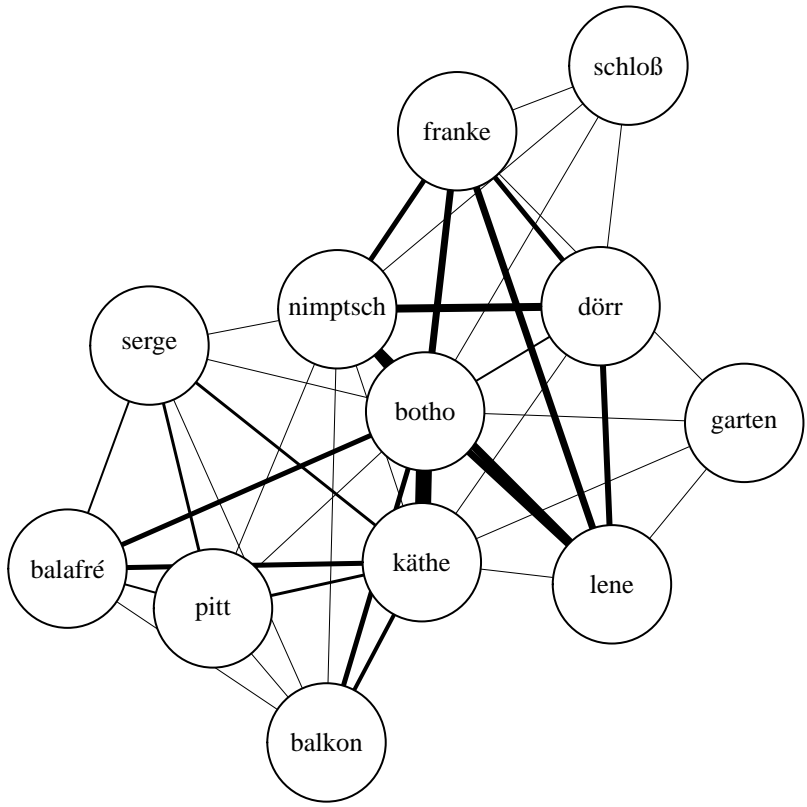 schloß
franke
nimptsch
dörr
serge
botho
garten
balafré
käthe
lene
pitt
balkon